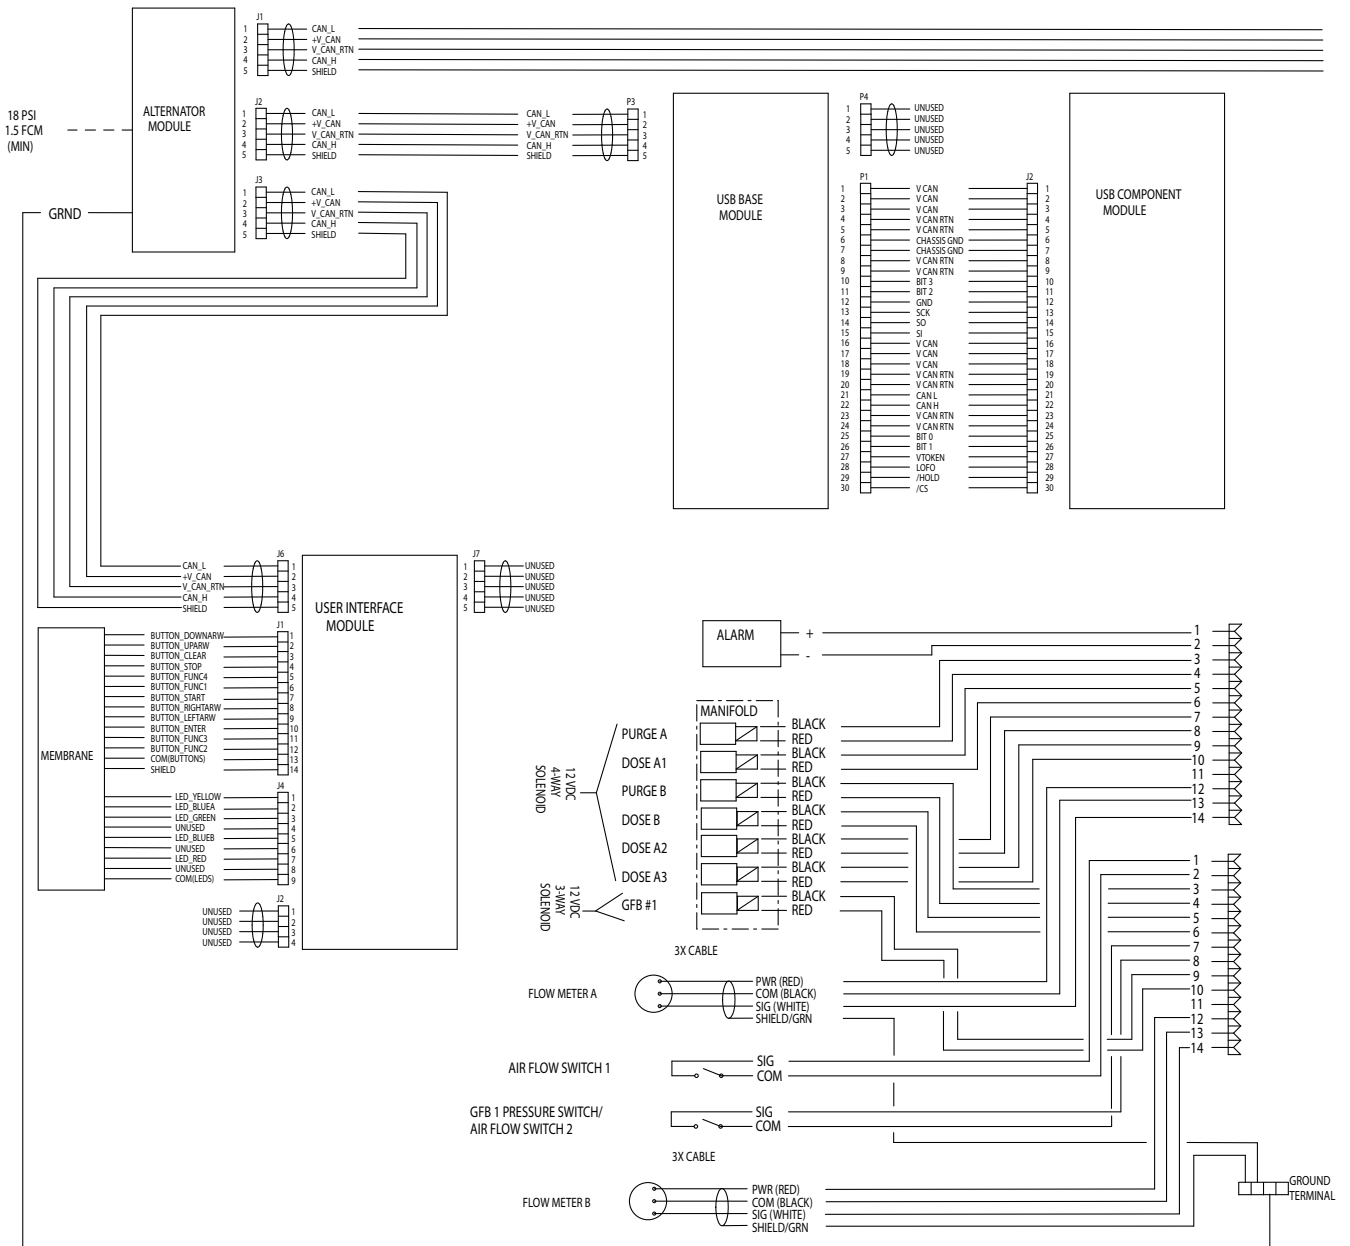 J1
1 CAN_L
2 +V_CAN
3 V_CAN_RTN
4 CAN_H
5 SHIELD
ALTERNATOR
MODULE
18 PSI
1.5 FCM
(MIN)
GRND
J2
1 CAN_L
2 +V_CAN
3 V_CAN_RTN
4 CAN_H
5 SHIELD
P3
CAN_L 1
+V_CAN 2
V_CAN_RTN 3
CAN_H 4
SHIELD 5
J3
1 CAN_L
2 +V_CAN
3 V_CAN_RTN
4 CAN_H
5 SHIELD
USB BASE
MODULE
P4
1 UNUSED
2 UNUSED
3 UNUSED
4 UNUSED
5 UNUSED
USB COMPONENT
MODULE
P1 J2
1 V CAN 1
2 V CAN 2
3 V CAN 3
4 V CAN RTN 4
5 V CAN RTN 5
6 CHASSIS GND 6
7 CHASSIS GND 7
8 V CAN RTN 8
9 V CAN RTN 9
10 BIT 3 10
11 BIT 2 11
12 GND 12
13 SCK 13
14 SO 14
15 SI 15
16 V CAN 16
17 V CAN 17
18 V CAN 18
19 V CAN RTN 19
20 V CAN RTN 20
21 CAN L 21
22 CAN H 22
23 V CAN RTN 23
24 V CAN RTN 24
25 BIT 0 25
26 BIT 1 26
27 VTOKEN 27
28 LOFO 28
29 /HOLD 29
30 /CS 30
J6
CAN_L 1
+V_CAN 2
V_CAN_RTN 3
CAN_H 4
SHIELD 5
USER INTERFACE
MODULE
J7
1 UNUSED
2 UNUSED
3 UNUSED
4 UNUSED
5 UNUSED
MEMBRANE
J1
BUTTON_DOWNARW 1
BUTTON_UPARW 2
BUTTON_CLEAR 3
BUTTON_STOP 4
BUTTON_FUNC4 5
BUTTON_FUNC1 6
BUTTON_START 7
BUTTON_RIGHTARW 8
BUTTON_LEFTARW 9
BUTTON_ENTER 10
BUTTON_FUNC3 11
BUTTON_FUNC2 12
COM(BUTTONS) 13
SHIELD 14
J4
LED_YELLOW 1
LED_BLUEA 2
LED_GREEN 3
UNUSED 4
LED_BLUEB 5
UNUSED 6
LED_RED 7
UNUSED 8
COM(LEDS) 9
J2
UNUSED 1
UNUSED 2
UNUSED 3
UNUSED 4
ALARM
+
-
MANIFOLD
12 VDC
4-WAY
SOLENOID
PURGE A BLACK
RED
DOSE A1 BLACK
RED
PURGE B BLACK
RED
DOSE B BLACK
RED
DOSE A2 BLACK
RED
DOSE A3 BLACK
RED
12 VDC
3-WAY
SOLENOID
GFB #1 BLACK
RED
1
2
3
4
5
6
7
8
9
10
11
12
13
14
1
2
3
4
5
6
7
8
9
10
11
12
13
14
3X CABLE
FLOW METER A
PWR (RED)
COM (BLACK)
SIG (WHITE)
SHIELD/GRN
AIR FLOW SWITCH 1
SIG
COM
GFB 1 PRESSURE SWITCH/
AIR FLOW SWITCH 2
SIG
COM
3X CABLE
FLOW METER B
PWR (RED)
COM (BLACK)
SIG (WHITE)
SHIELD/GRN
GROUND
TERMINAL